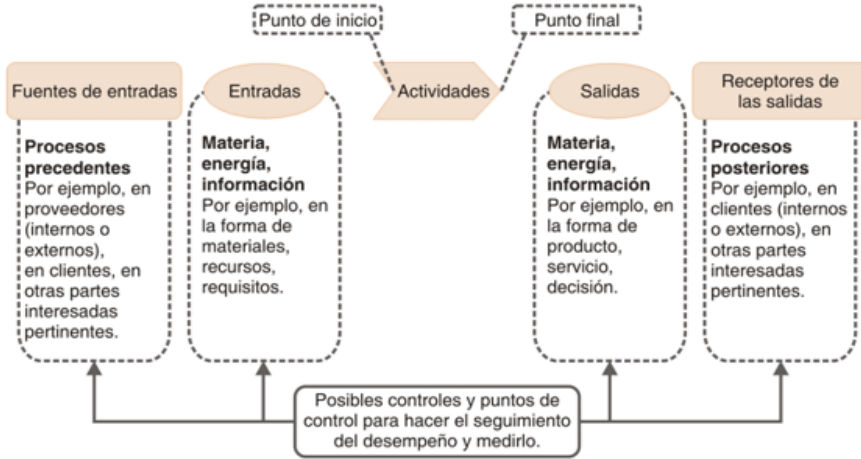 Punto de inicio
Punto final
Fuentes de entradas
Entradas
Actividades
Salidas
Receptores de
las salidas
Procesos
precedentes
Por ejemplo, en
proveedores
(internos o
externos),
en clientes, en
otras partes
interesadas
pertinentes.
Materia,
energía,
información
Por ejemplo, en
la forma de
materiales,
recursos,
requisitos.
Materia,
energía,
información
Por ejemplo, en
la forma de
producto,
servicio,
decisión.
Procesos
posteriores
Por ejemplo, en
clientes (internos
o externos), en
otras partes
interesadas
pertinentes.
Posibles controles y puntos de
control para hacer el seguimiento
del desempeño y medirlo.